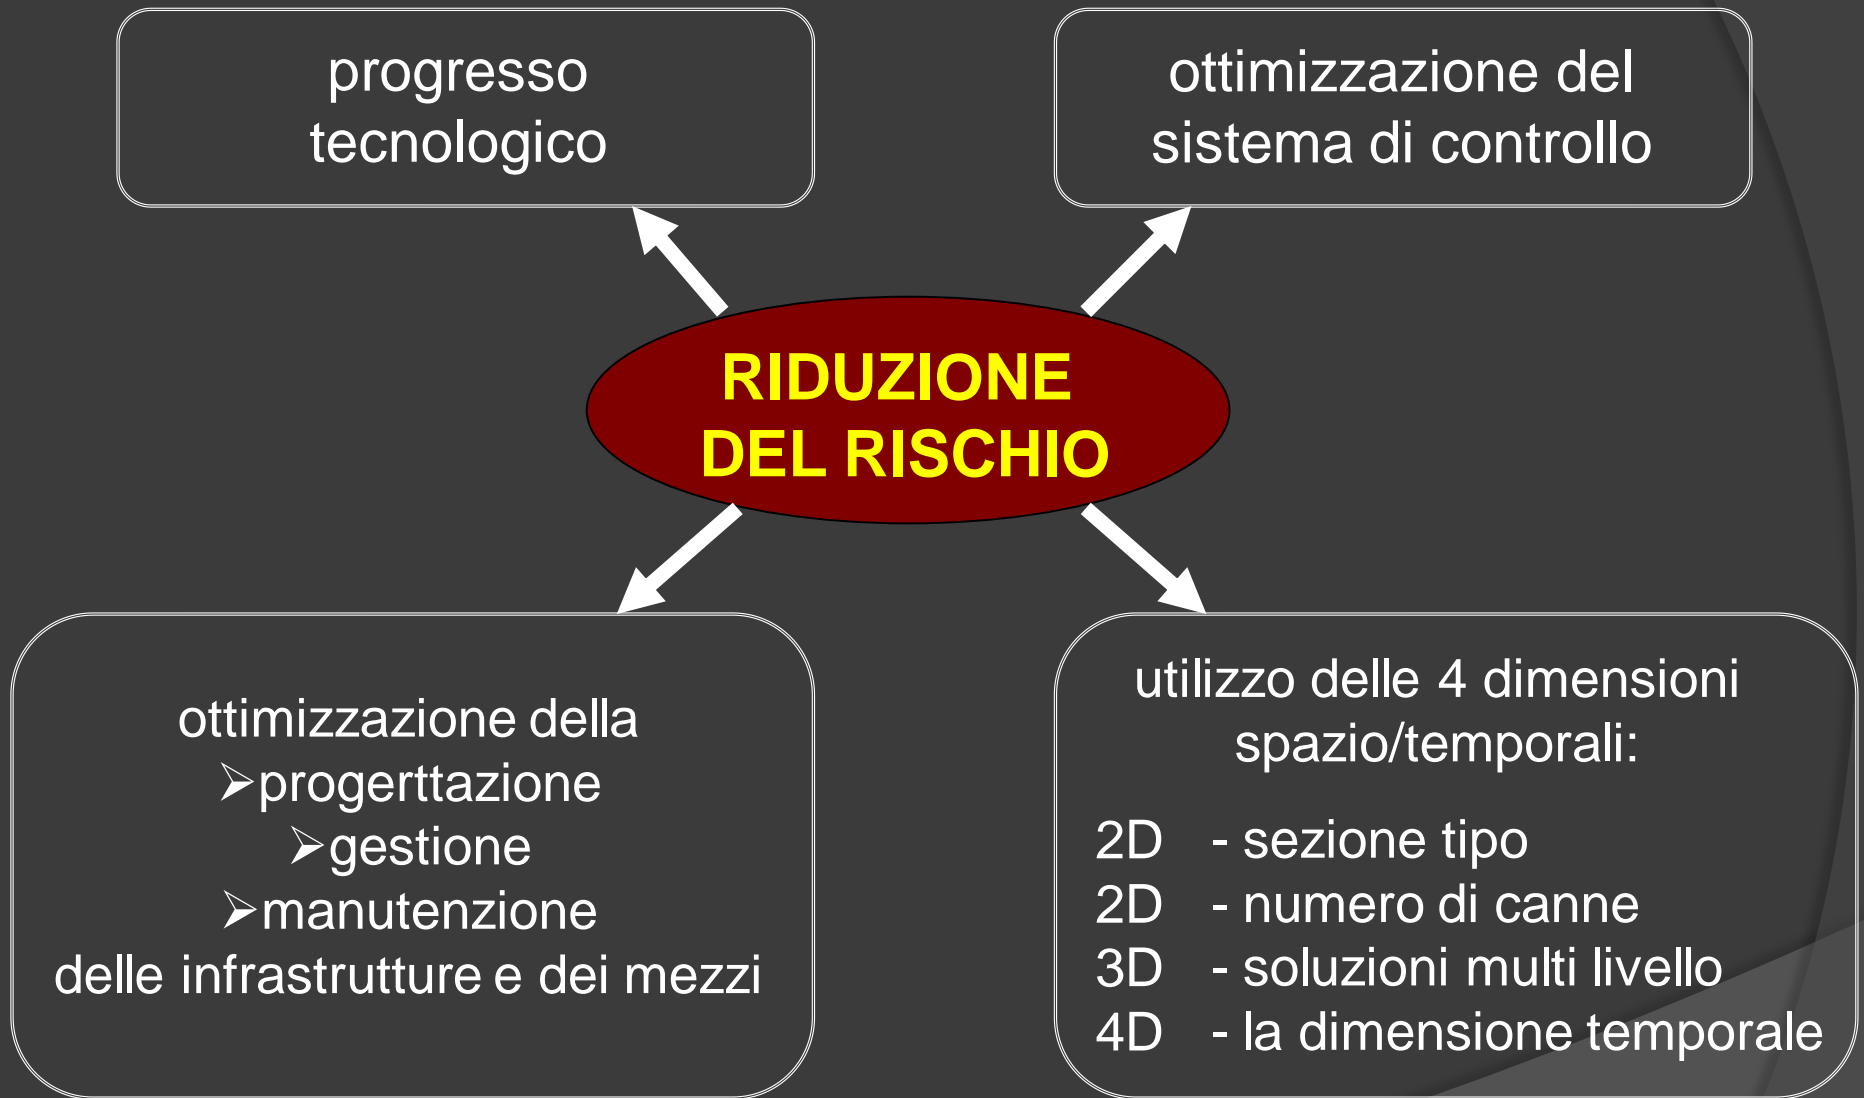 progresso
tecnologico
ottimizzazione del
sistema di controllo
RIDUZIONE
DEL RISCHIO
ottimizzazione della
➢progerttazione
➢gestione
➢manutenzione
delle infrastrutture e dei mezzi
utilizzo delle 4 dimensioni
spazio/temporali:
2D - sezione tipo
2D - numero di canne
3D - soluzioni multi livello
4D - la dimensione temporale